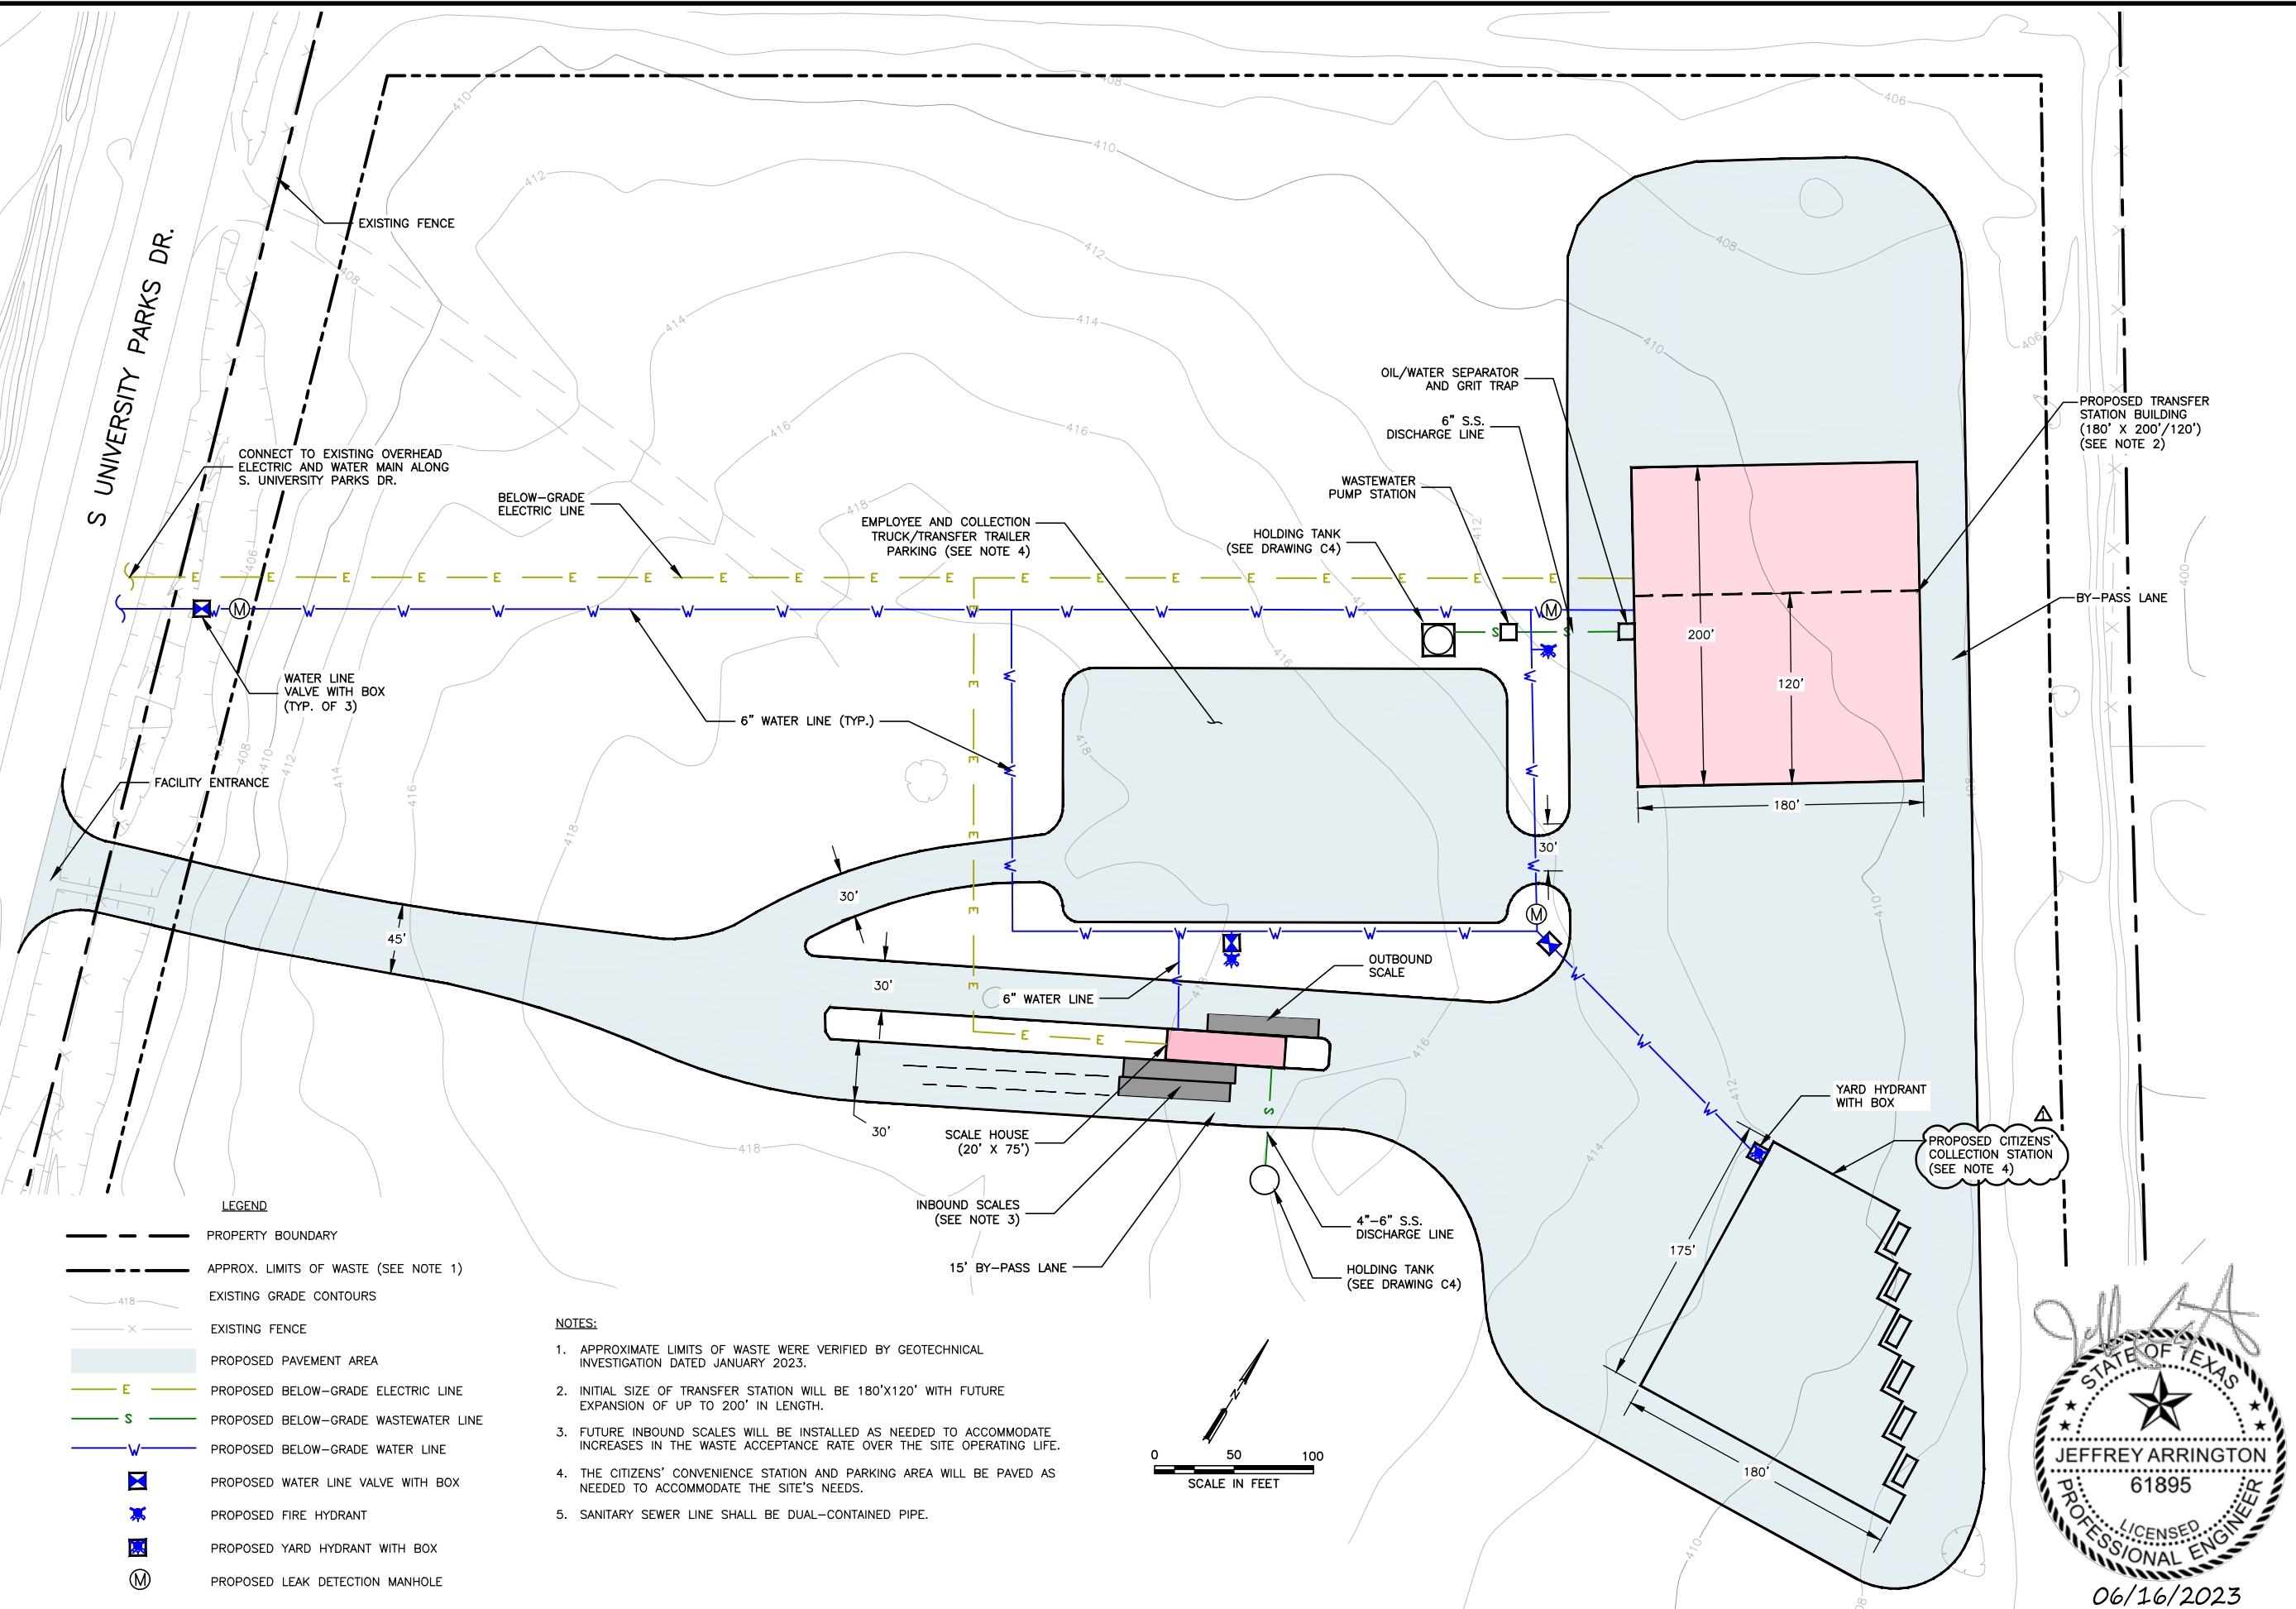 EXISTING FENCE
S UNIVERSITY PARKS DR.
CONNECT TO EXISTING OVERHEAD
ELECTRIC AND WATER MAIN ALONG
S. UNIVERSITY PARKS DR.
BELOW-GRADE
ELECTRIC LINE
EMPLOYEE AND COLLECTION
TRUCK/TRANSFER TRAILER
PARKING (SEE NOTE 4)
HOLDING TANK
(SEE DRAWING C4)
WASTEWATER
PUMP STATION
6" S.S.
DISCHARGE LINE
OIL/WATER SEPARATOR
AND GRIT TRAP
PROPOSED TRANSFER
STATION BUILDING
(180' X 200'/120')
(SEE NOTE 2)
BY-PASS LANE
200'
120'
180'
WATER LINE
VALVE WITH BOX
(TYP. OF 3)
6" WATER LINE (TYP.)
FACILITY ENTRANCE
45'
30'
30'
30'
30'
6" WATER LINE
OUTBOUND
SCALE
SCALE HOUSE
(20' X 75')
INBOUND SCALES
(SEE NOTE 3)
15' BY-PASS LANE
4"-6" S.S.
DISCHARGE LINE
HOLDING TANK
(SEE DRAWING C4)
YARD HYDRANT
WITH BOX
1
PROPOSED CITIZENS'
COLLECTION STATION
(SEE NOTE 4)
175'
180'
408
410
412
414
416
418
406
400
E
W
S
M
LEGEND
PROPERTY BOUNDARY
APPROX. LIMITS OF WASTE (SEE NOTE 1)
418
EXISTING GRADE CONTOURS
EXISTING FENCE
PROPOSED PAVEMENT AREA
E
PROPOSED BELOW-GRADE ELECTRIC LINE
S
PROPOSED BELOW-GRADE WASTEWATER LINE
W
PROPOSED BELOW-GRADE WATER LINE
PROPOSED WATER LINE VALVE WITH BOX
PROPOSED FIRE HYDRANT
PROPOSED YARD HYDRANT WITH BOX
M
PROPOSED LEAK DETECTION MANHOLE
NOTES:
1. APPROXIMATE LIMITS OF WASTE WERE VERIFIED BY GEOTECHNICAL
INVESTIGATION DATED JANUARY 2023.
2. INITIAL SIZE OF TRANSFER STATION WILL BE 180'X120' WITH FUTURE
EXPANSION OF UP TO 200' IN LENGTH.
3. FUTURE INBOUND SCALES WILL BE INSTALLED AS NEEDED TO ACCOMMODATE
INCREASES IN THE WASTE ACCEPTANCE RATE OVER THE SITE OPERATING LIFE.
4. THE CITIZENS' CONVENIENCE STATION AND PARKING AREA WILL BE PAVED AS
NEEDED TO ACCOMMODATE THE SITE'S NEEDS.
5. SANITARY SEWER LINE SHALL BE DUAL-CONTAINED PIPE.
N
0 50 100
SCALE IN FEET
STATE OF TEXAS
JEFFREY ARRINGTON
61895
LICENSED
PROFESSIONAL ENGINEER
06/16/2023